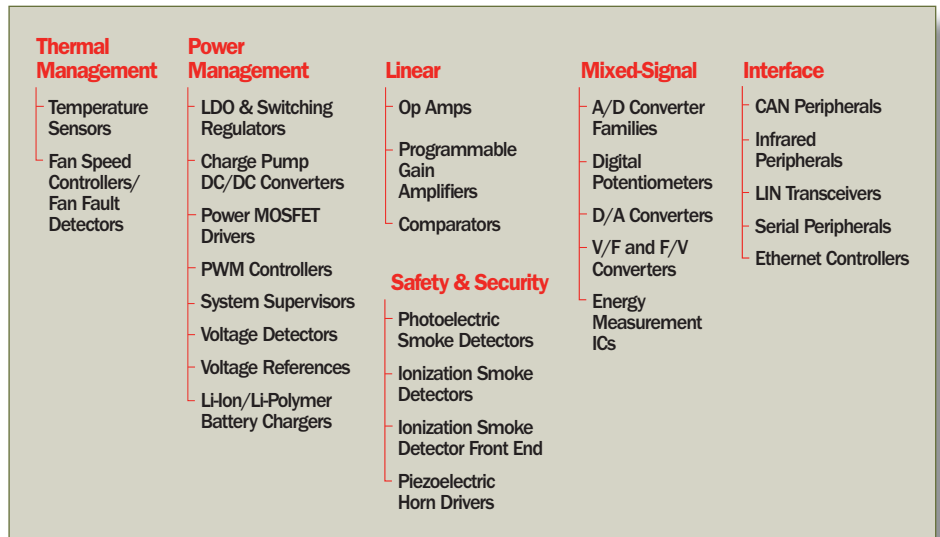 Thermal
Management
Temperature
Sensors
Fan Speed
Controllers/
Fan Fault
Detectors
Power
Management
LDO & Switching
Regulators
Charge Pump
DC/DC Converters
Power MOSFET
Drivers
PWM Controllers
System Supervisors
Voltage Detectors
Voltage References
Li-Ion/Li-Polymer
Battery Chargers
Linear
Op Amps
Programmable
Gain
Amplifiers
Comparators
Safety & Security
Photoelectric
Smoke Detectors
Ionization Smoke
Detectors
Ionization Smoke
Detector Front End
Piezoelectric
Horn Drivers
Mixed-Signal
A/D Converter
Families
Digital
Potentiometers
D/A Converters
V/F and F/V
Converters
Energy
Measurement
ICs
Interface
CAN Peripherals
Infrared
Peripherals
LIN Transceivers
Serial Peripherals
Ethernet Controllers